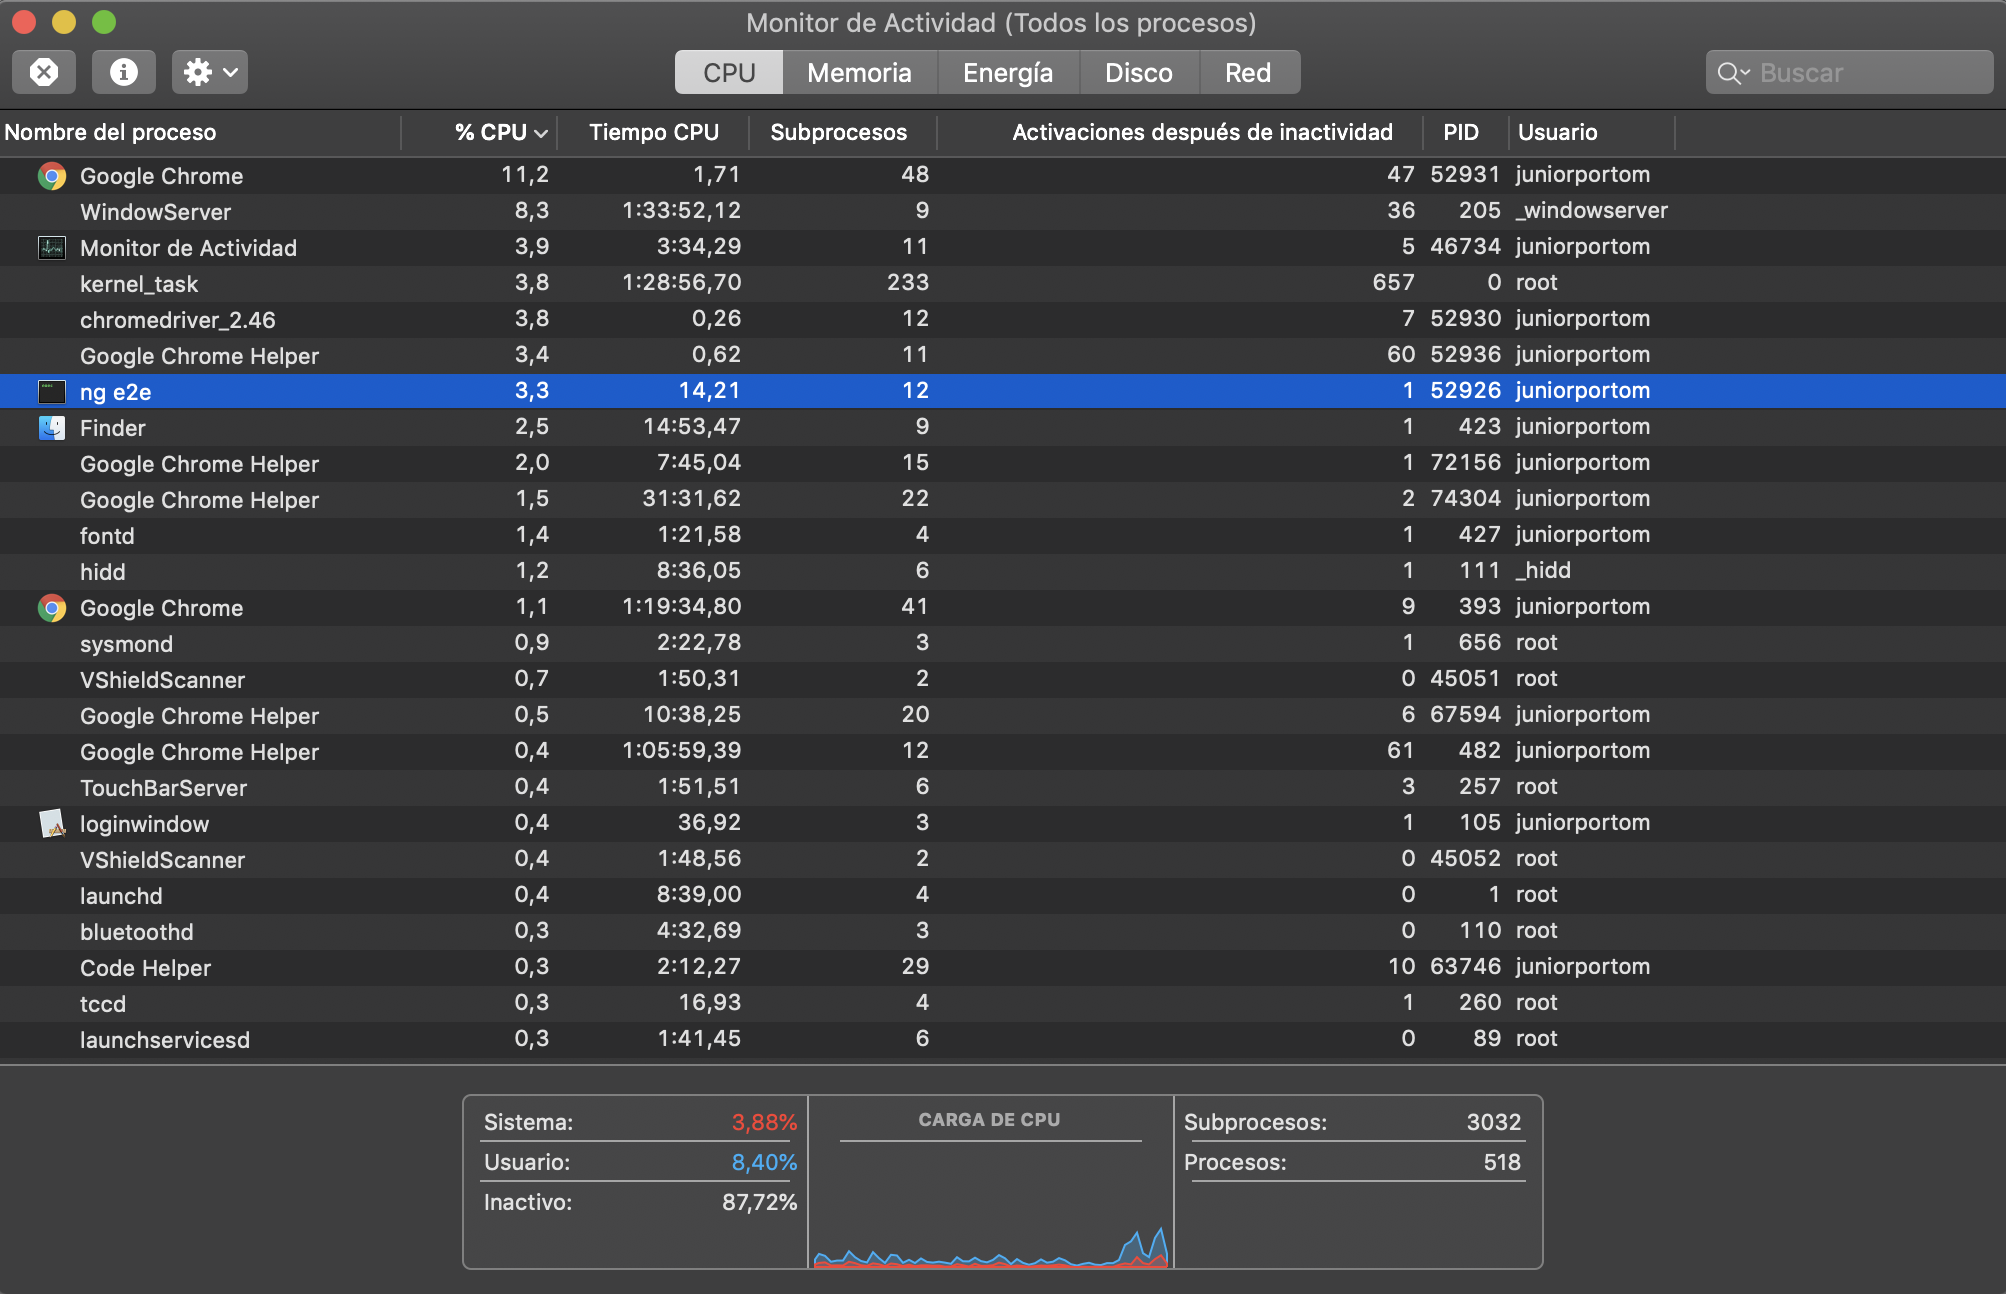 Monitor de Actividad (Todos los procesos)
CPU Memoria Energía Disco Red Buscar
Nombre del proceso % CPU Tiempo CPU Subprocesos Activaciones después de inactividad PID Usuario
Google Chrome 11,2 1,71 48 47 52931 juniorportom
WindowServer 8,3 1:33:52,12 9 36 205 _windowserver
Monitor de Actividad 3,9 3:34,29 11 5 46734 juniorportom
kernel_task 3,8 1:28:56,70 233 657 0 root
chromedriver_2.46 3,8 0,26 12 7 52930 juniorportom
Google Chrome Helper 3,4 0,62 11 60 52936 juniorportom
ng e2e 3,3 14,21 12 1 52926 juniorportom
Finder 2,5 14:53,47 9 1 423 juniorportom
Google Chrome Helper 2,0 7:45,04 15 1 72156 juniorportom
Google Chrome Helper 1,5 31:31,62 22 2 74304 juniorportom
fontd 1,4 1:21,58 4 1 427 juniorportom
hidd 1,2 8:36,05 6 1 111 _hidd
Google Chrome 1,1 1:19:34,80 41 9 393 juniorportom
sysmond 0,9 2:22,78 3 1 656 root
VShieldScanner 0,7 1:50,31 2 0 45051 root
Google Chrome Helper 0,5 10:38,25 20 6 67594 juniorportom
Google Chrome Helper 0,4 1:05:59,39 12 61 482 juniorportom
TouchBarServer 0,4 1:51,51 6 3 257 root
loginwindow 0,4 36,92 3 1 105 juniorportom
VShieldScanner 0,4 1:48,56 2 0 45052 root
launchd 0,4 8:39,00 4 0 1 root
bluetoothd 0,3 4:32,69 3 0 110 root
Code Helper 0,3 2:12,27 29 10 63746 juniorportom
tccd 0,3 16,93 4 1 260 root
launchservicesd 0,3 1:41,45 6 0 89 root
Sistema: 3,88% CARGA DE CPU Subprocesos: 3032
Usuario: 8,40% Procesos: 518
Inactivo: 87,72%